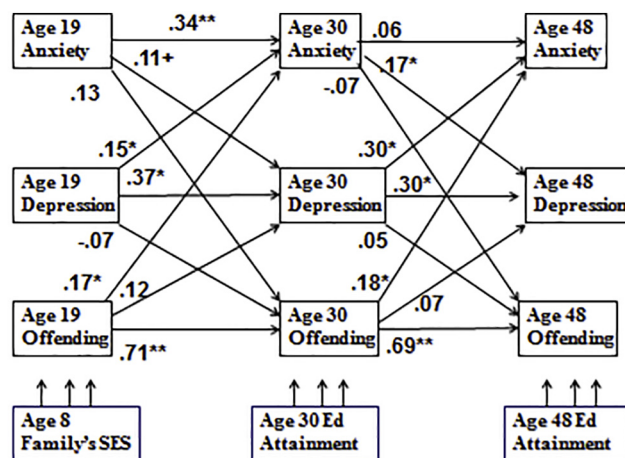 Age 19
Anxiety
.34**
Age 30
Anxiety
.06
Age 48
Anxiety
.11+
.17*
.13
-.07
.15*
.30*
Age 19
Depression
.37*
Age 30
Depression
.30*
Age 48
Depression
-.07
.05
.17*
.12
.18*
.07
Age 19
Offending
.71**
Age 30
Offending
.69**
Age 48
Offending
Age 8
Family's SES
Age 30 Ed
Attainment
Age 48 Ed
Attainment